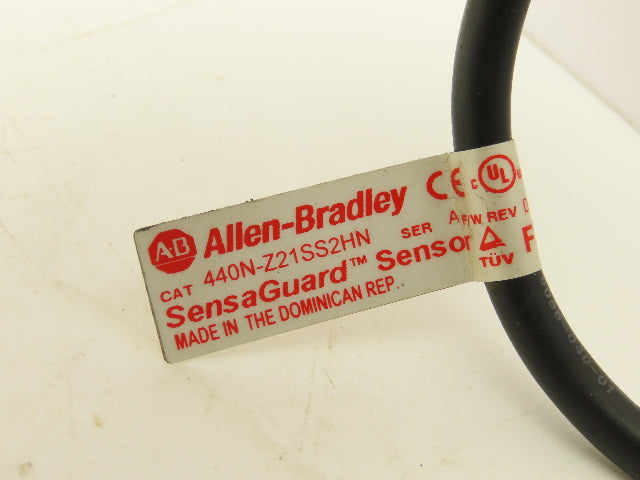 AB Allen-Bradley CE c UL
CAT 440N-Z21SS2HN SER A F/W REV D
SensaGuard™ Sensor TÜV F
MADE IN THE DOMINICAN REP.